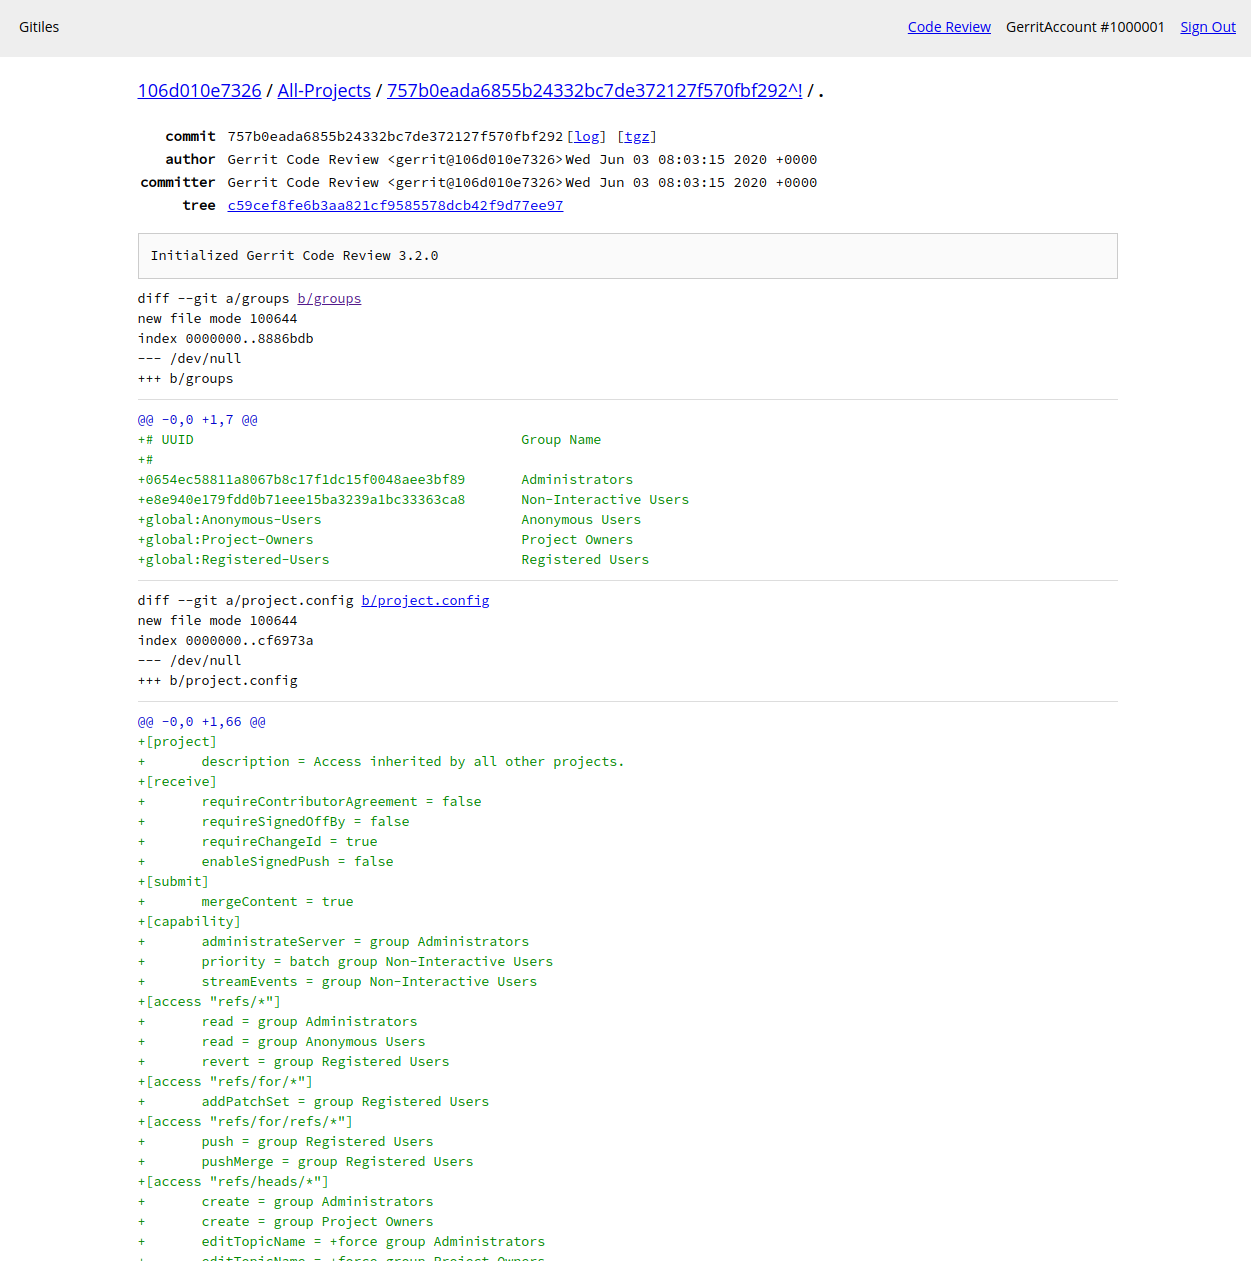 Gitiles Code Review GerritAccount #1000001 Sign Out
106d010e7326 / All-Projects / 757b0eada6855b24332bc7de372127f570fbf292^! / .
commit 757b0eada6855b24332bc7de372127f570fbf292 [log] [tgz]
author Gerrit Code Review <gerrit@106d010e7326> Wed Jun 03 08:03:15 2020 +0000
committer Gerrit Code Review <gerrit@106d010e7326> Wed Jun 03 08:03:15 2020 +0000
tree c59cef8fe6b3aa821cf9585578dcb42f9d77ee97
Initialized Gerrit Code Review 3.2.0
diff --git a/groups b/groups
new file mode 100644
index 0000000..8886bdb
--- /dev/null
+++ b/groups
@@ -0,0 +1,7 @@
+# UUID Group Name
+#
+0654ec58811a8067b8c17f1dc15f0048aee3bf89 Administrators
+e8e940e179fdd0b71eee15ba3239a1bc33363ca8 Non-Interactive Users
+global:Anonymous-Users Anonymous Users
+global:Project-Owners Project Owners
+global:Registered-Users Registered Users
diff --git a/project.config b/project.config
new file mode 100644
index 0000000..cf6973a
--- /dev/null
+++ b/project.config
@@ -0,0 +1,66 @@
+[project]
+ description = Access inherited by all other projects.
+[receive]
+ requireContributorAgreement = false
+ requireSignedOffBy = false
+ requireChangeId = true
+ enableSignedPush = false
+[submit]
+ mergeContent = true
+[capability]
+ administrateServer = group Administrators
+ priority = batch group Non-Interactive Users
+ streamEvents = group Non-Interactive Users
+[access "refs/*"]
+ read = group Administrators
+ read = group Anonymous Users
+ revert = group Registered Users
+[access "refs/for/*"]
+ addPatchSet = group Registered Users
+[access "refs/for/refs/*"]
+ push = group Registered Users
+ pushMerge = group Registered Users
+[access "refs/heads/*"]
+ create = group Administrators
+ create = group Project Owners
+ editTopicName = +force group Administrators
+ editTopicName = +force group Project Owners